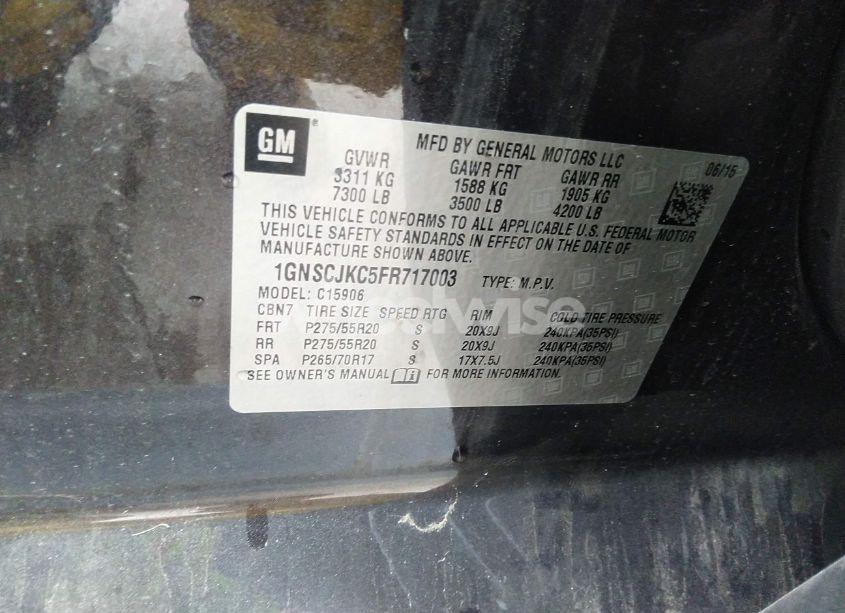 GM
MFD BY GENERAL MOTORS LLC
GVWR GAWR FRT GAWR RR 06/15
3311 KG 1588 KG 1905 KG
7300 LB 3500 LB 4200 LB
THIS VEHICLE CONFORMS TO ALL APPLICABLE U.S. FEDERAL MOTOR
VEHICLE SAFETY STANDARDS IN EFFECT ON THE DATE OF
MANUFACTURE SHOWN ABOVE.
1GNSCJKC5FR717003 TYPE: M.P.V.
MODEL: C15906
CBN7 TIRE SIZE SPEED RTG RIM COLD TIRE PRESSURE
FRT P275/55R20 S 20X9J 240KPA(35PSI)
RR P275/55R20 S 20X9J 240KPA(35PSI)
SPA P265/70R17 S 17X7.5J 240KPA(35PSI)
SEE OWNER'S MANUAL FOR MORE INFORMATION.